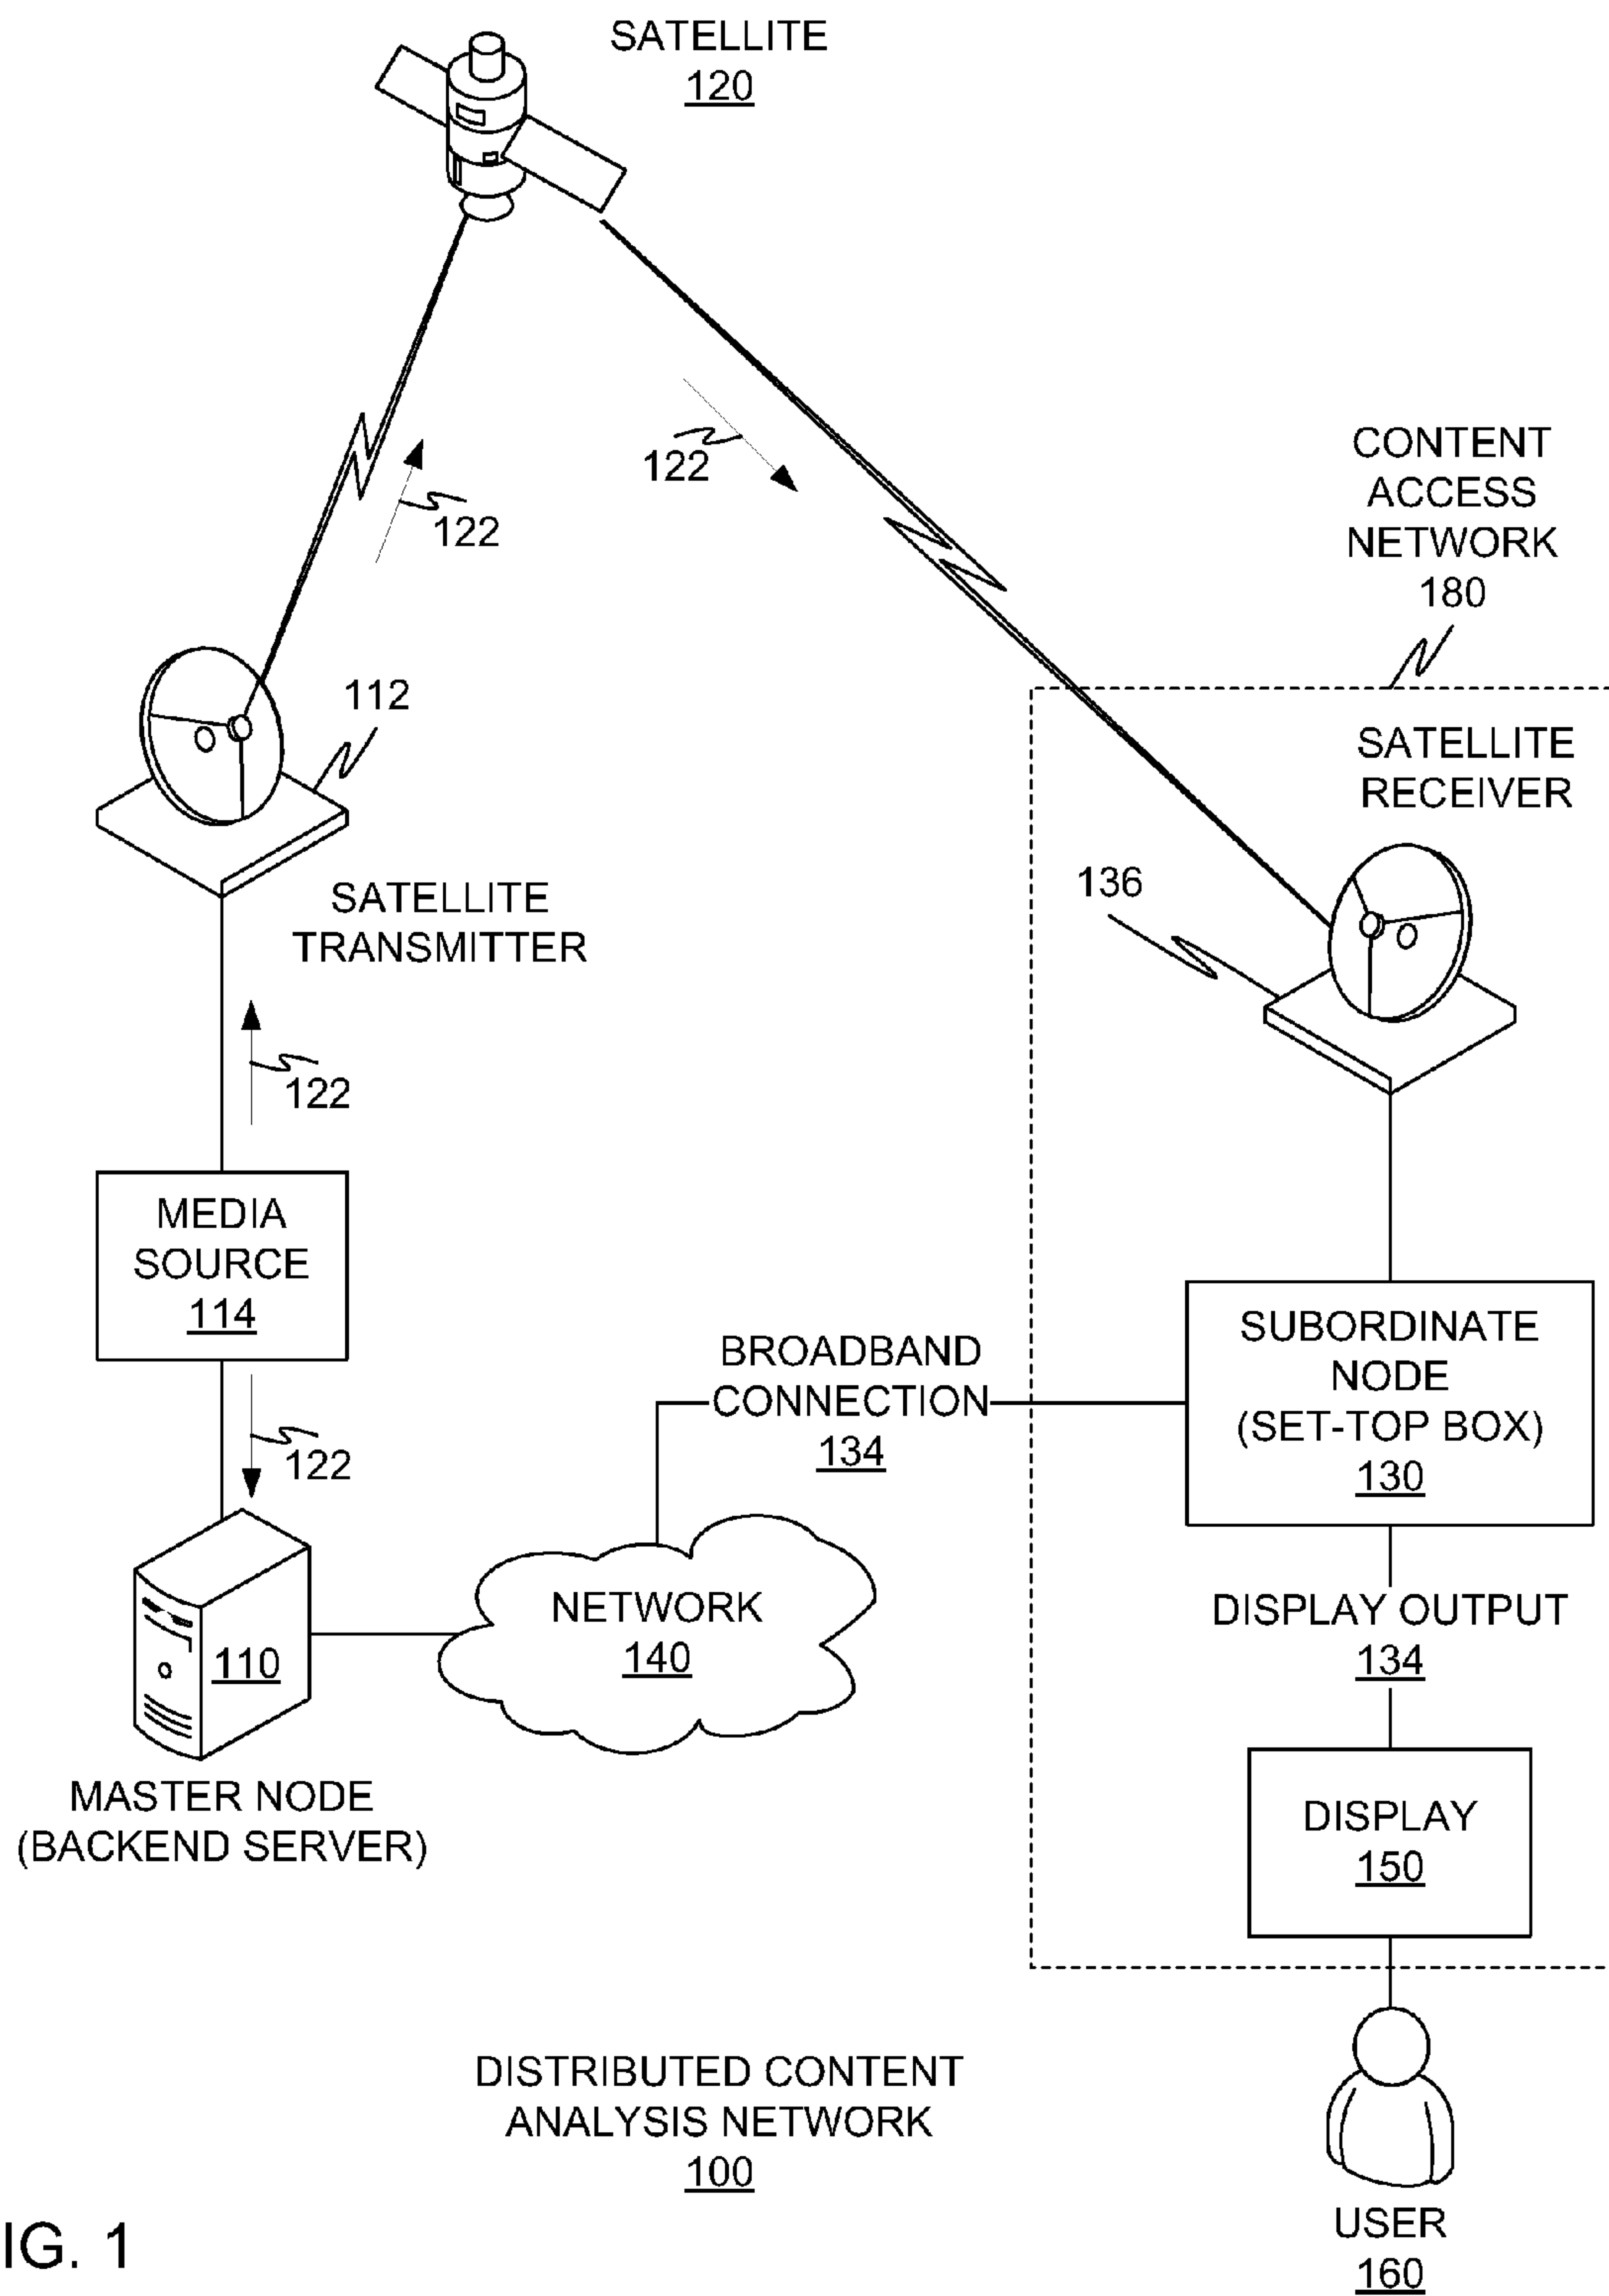 SATELLITE
120
122
122
CONTENT
ACCESS
NETWORK
180
112
SATELLITE
RECEIVER
136
SATELLITE
TRANSMITTER
122
MEDIA
SOURCE
114
122
BROADBAND
CONNECTION
134
SUBORDINATE
NODE
(SET-TOP BOX)
130
NETWORK
140
110
DISPLAY OUTPUT
134
MASTER NODE
(BACKEND SERVER)
DISPLAY
150
DISTRIBUTED CONTENT
ANALYSIS NETWORK
100
USER
160
IG. 1